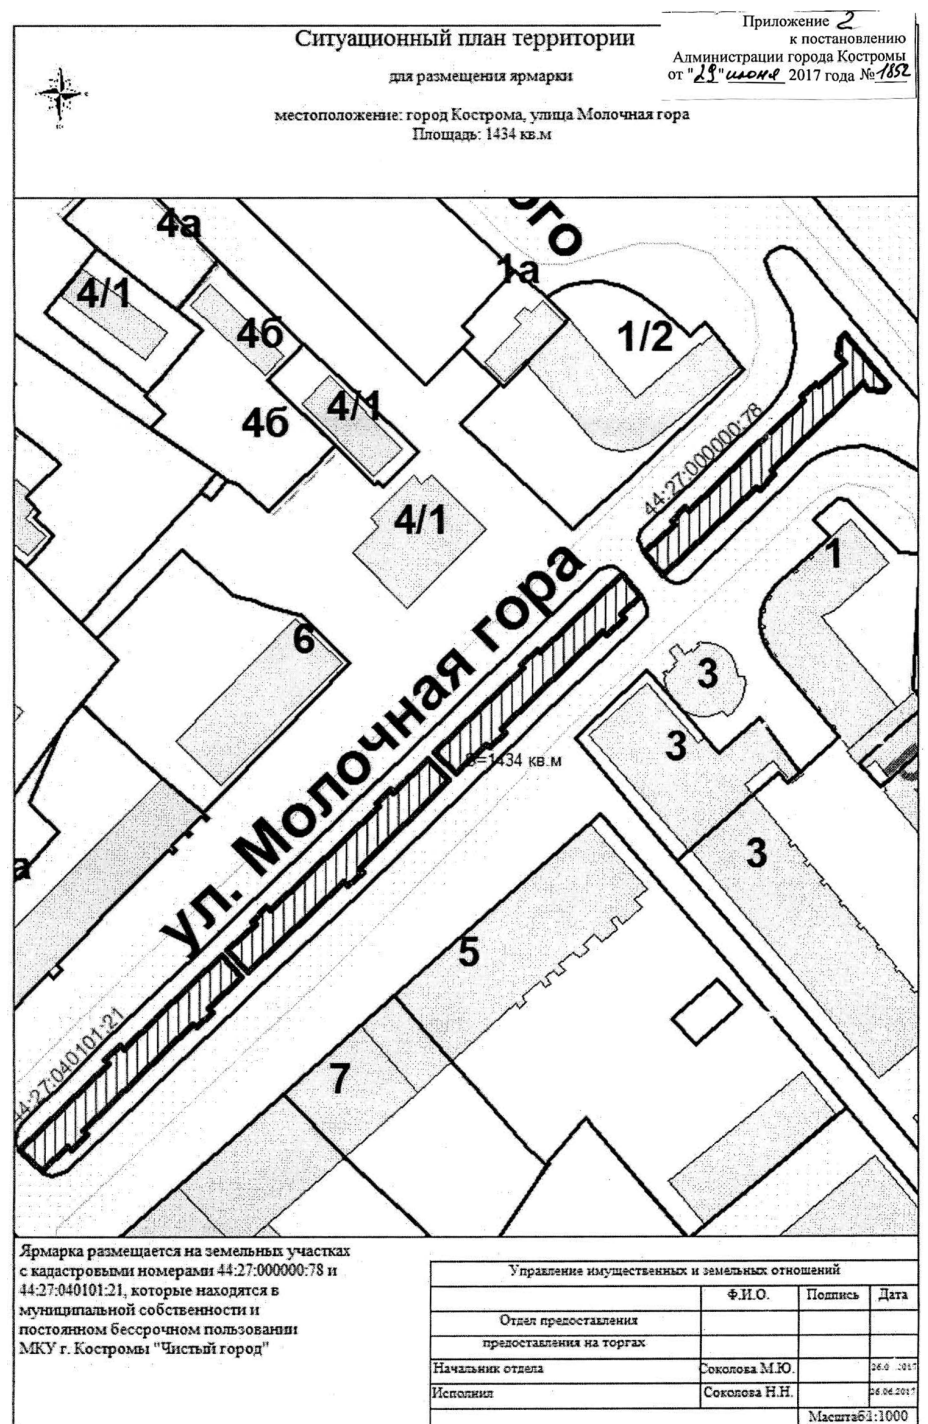 Приложение 2
к постановлению
Администрации города Костромы
от "29" июня 2017 года № 1852
Ситуационный план территории
для размещения ярмарки
местоположение: город Кострома, улица Молочная гора
Площадь: 1434 кв.м
ого
4а
1а
4/1
4б
1/2
4/1
4б
44:27:000000:78
4/1
1
6
3
3
ул. Молочная гора
S=1434 кв.м
3
а
5
44:27:040101:21
7
Ярмарка размещается на земельных участках
с кадастровыми номерами 44:27:000000:78 и
44:27:040101:21, которые находятся в
муниципальной собственности и
постоянном бессрочном пользовании
МКУ г. Костромы "Чистый город"
Управление имущественных и земельных отношений
Ф.И.О. Подпись Дата
Отдел предоставления
предоставления на торгах
Начальник отдела Соколова М.Ю.
Исполнил Соколова Н.Н. 26.06.2017
Масштаб 1:1000